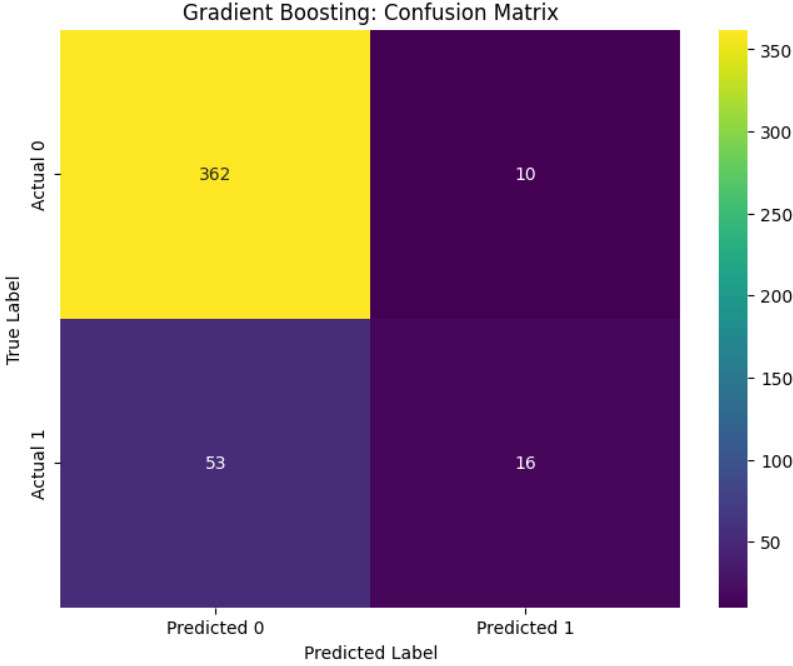 Gradient Boosting: Confusion Matrix
True Label
Actual 0
Actual 1
362
10
53
16
Predicted 0
Predicted 1
Predicted Label
350
300
250
200
150
100
50